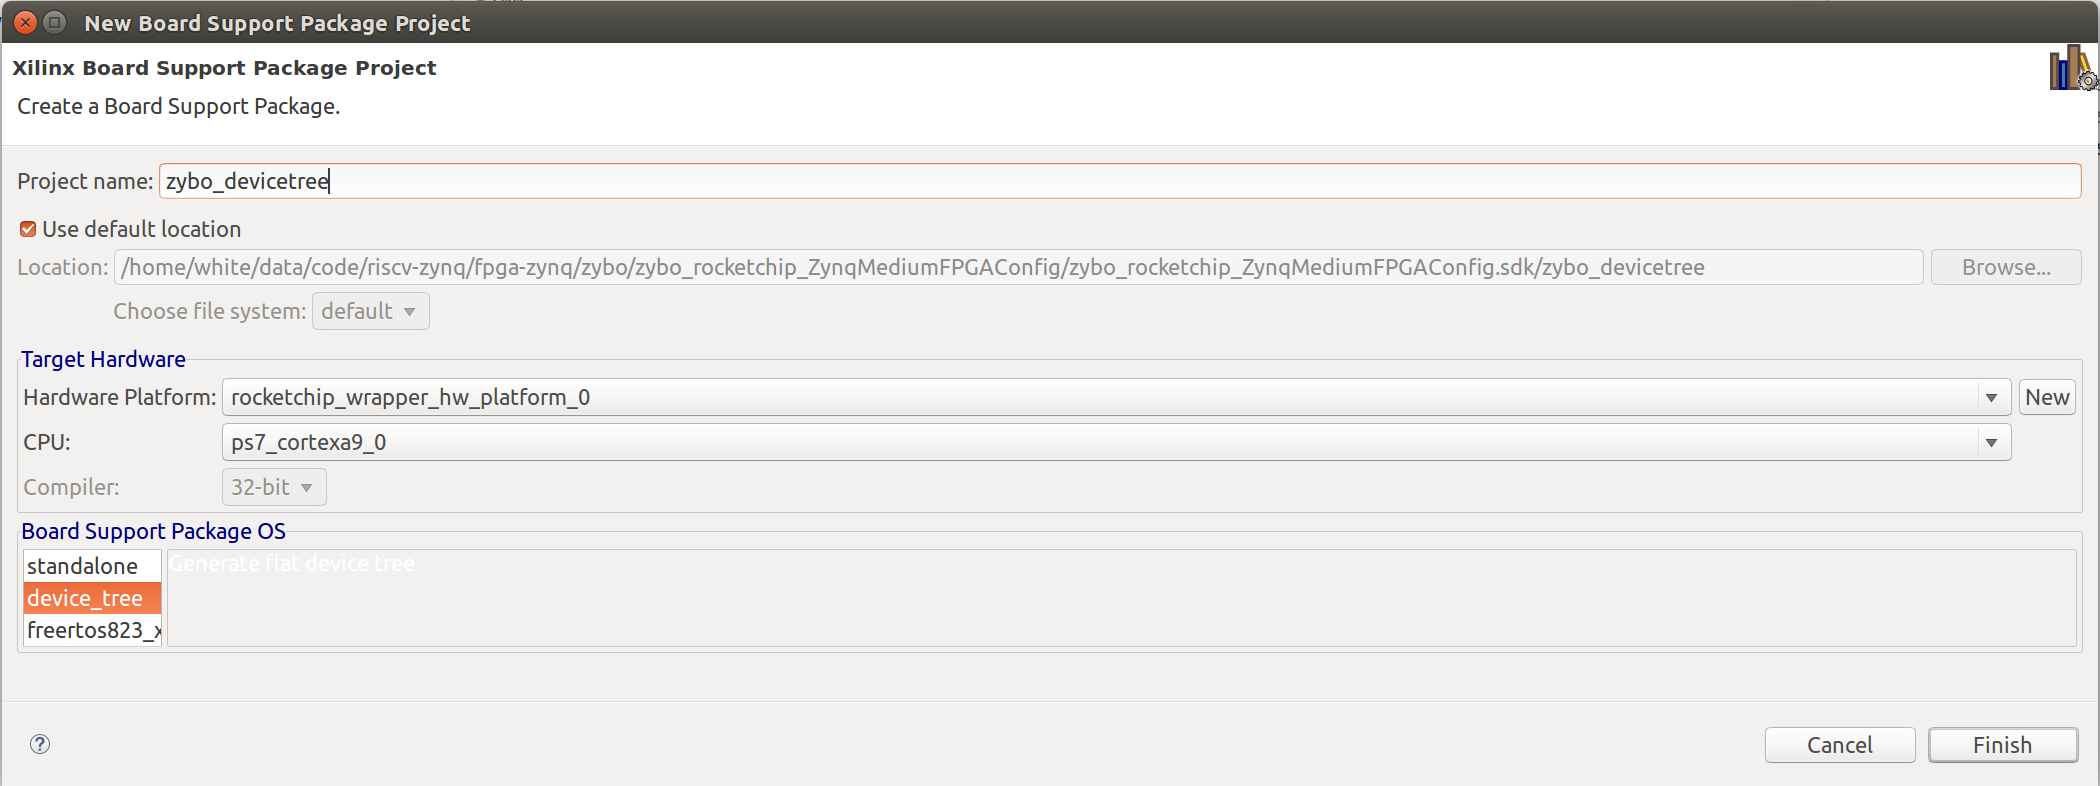 New Board Support Package Project
Xilinx Board Support Package Project
Create a Board Support Package.
Project name: zybo_devicetree
Use default location
Location: /home/white/data/code/riscv-zynq/fpga-zynq/zybo/zybo_rocketchip_ZynqMediumFPGAConfig/zybo_rocketchip_ZynqMediumFPGAConfig.sdk/zybo_devicetree Browse...
Choose file system: default
Target Hardware
Hardware Platform: rocketchip_wrapper_hw_platform_0 New
CPU: ps7_cortexa9_0
Compiler: 32-bit
Board Support Package OS
standalone Generate flat device tree
device_tree
freertos823_x
Cancel Finish